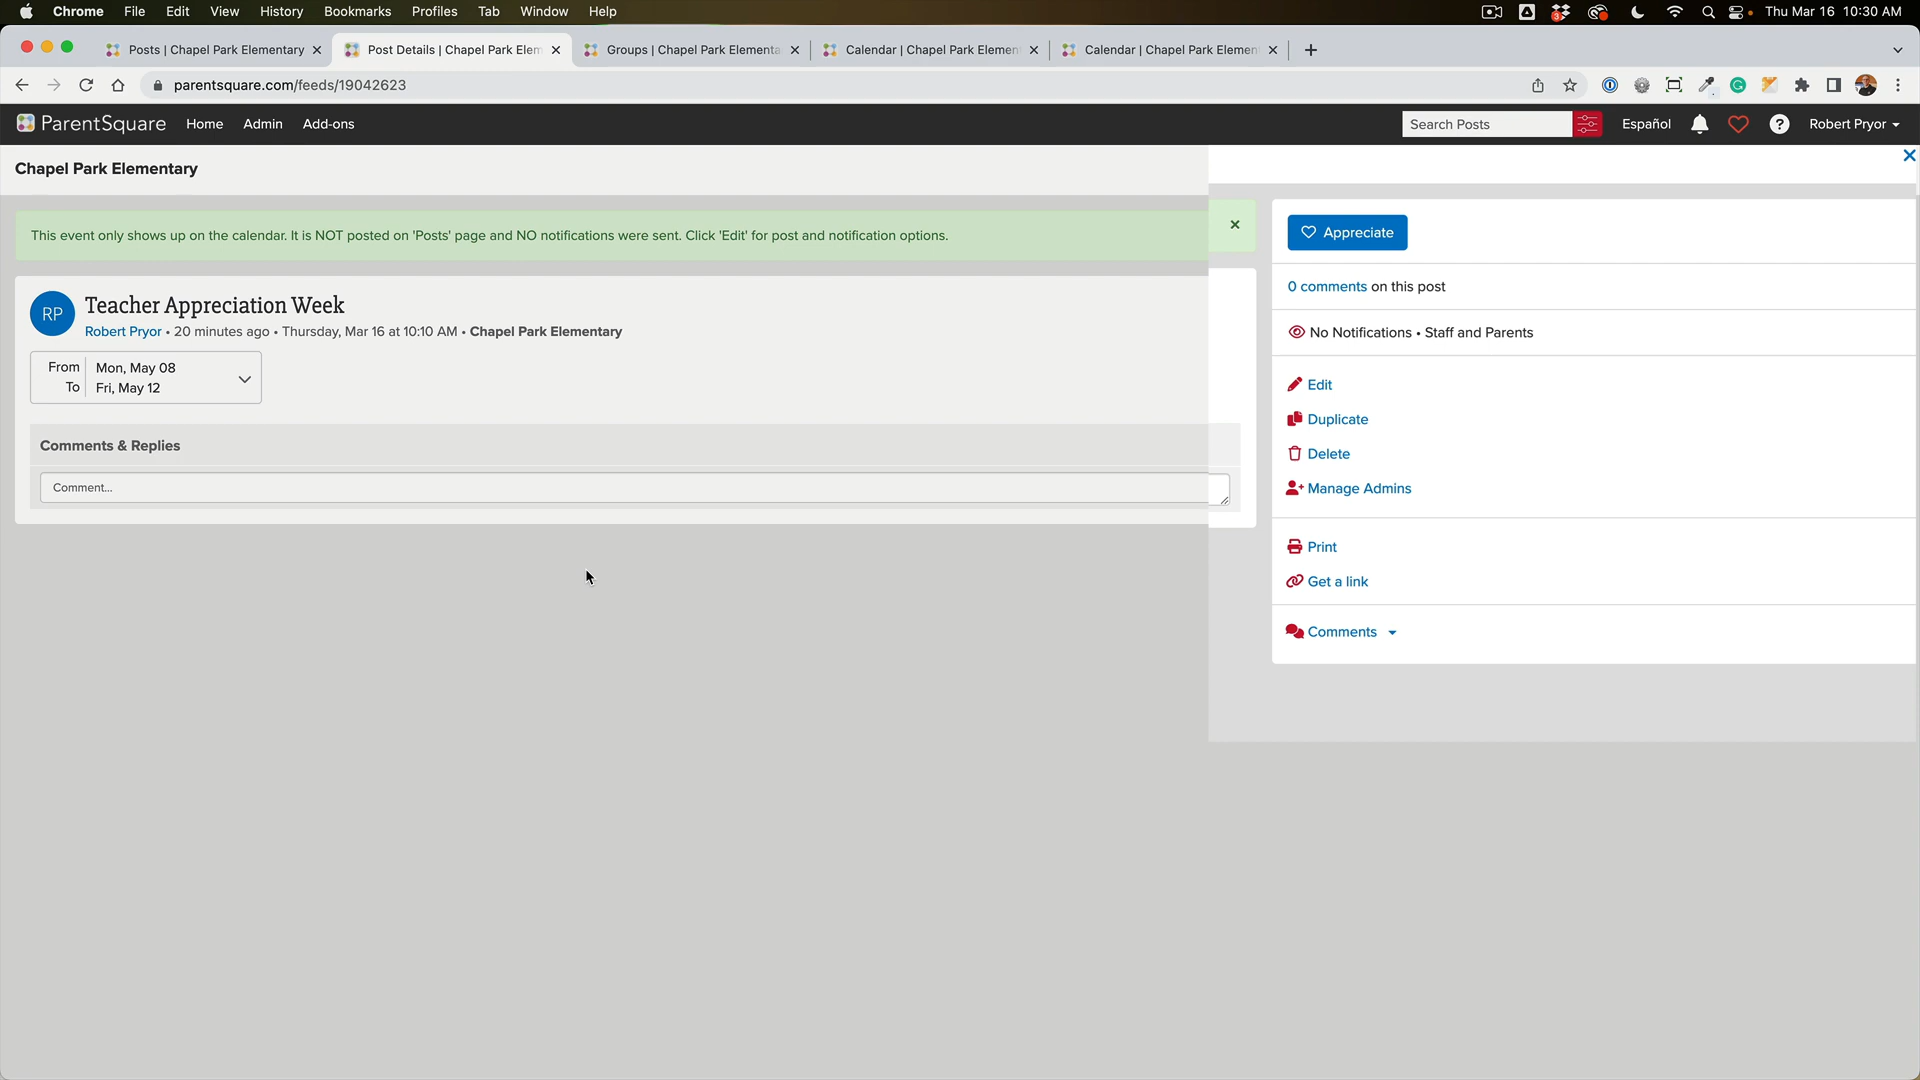 Chrome File Edit View History Bookmarks Profiles Tab Window Help
3
Thu Mar 16 10:30 AM
Posts | Chapel Park Elementary
Post Details | Chapel Park Elem
Groups | Chapel Park Elementa
Calendar | Chapel Park Elemen
Calendar | Chapel Park Elemen
parentsquare.com/feeds/19042623
ParentSquare Home Admin Add-ons
Search Posts
Español
Robert Pryor
Chapel Park Elementary
This event only shows up on the calendar. It is NOT posted on 'Posts' page and NO notifications were sent. Click 'Edit' for post and notification options.
RP
Teacher Appreciation Week
Robert Pryor • 20 minutes ago • Thursday, Mar 16 at 10:10 AM • Chapel Park Elementary
From Mon, May 08
To Fri, May 12
Comments & Replies
Comment...
Appreciate
0 comments on this post
No Notifications • Staff and Parents
Edit
Duplicate
Delete
Manage Admins
Print
Get a link
Comments